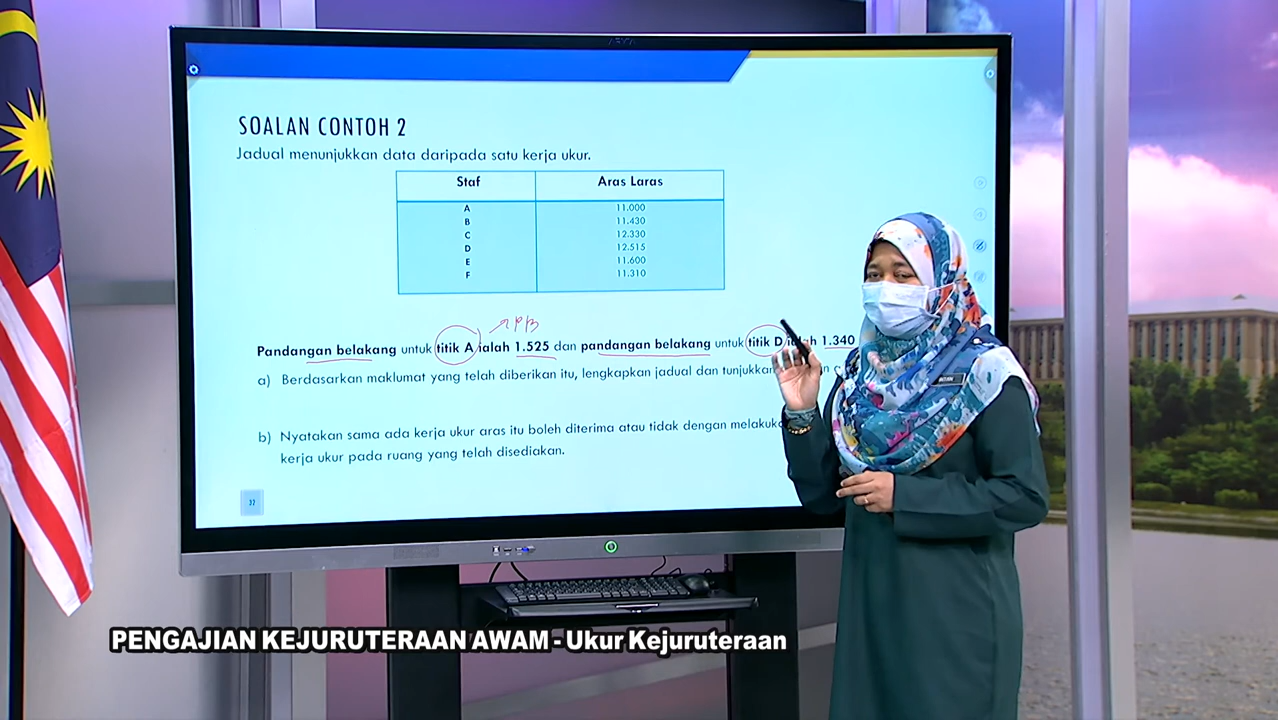 SOALAN CONTOH 2
Jadual menunjukkan data daripada satu kerja ukur.
Staf Aras Laras
A 11.000
B 11.430
C 12.330
D 12.515
E 11.600
F 11.310
PB
Pandangan belakang untuk titik A ialah 1.525 dan pandangan belakang untuk titik D ialah 1.340
a) Berdasarkan maklumat yang telah diberikan itu, lengkapkan jadual dan tunjukkan
b) Nyatakan sama ada kerja ukur aras itu boleh diterima atau tidak dengan
kerja ukur pada ruang yang telah disediakan.
PENGAJIAN KEJURUTERAAN AWAM - Ukur Kejuruteraan